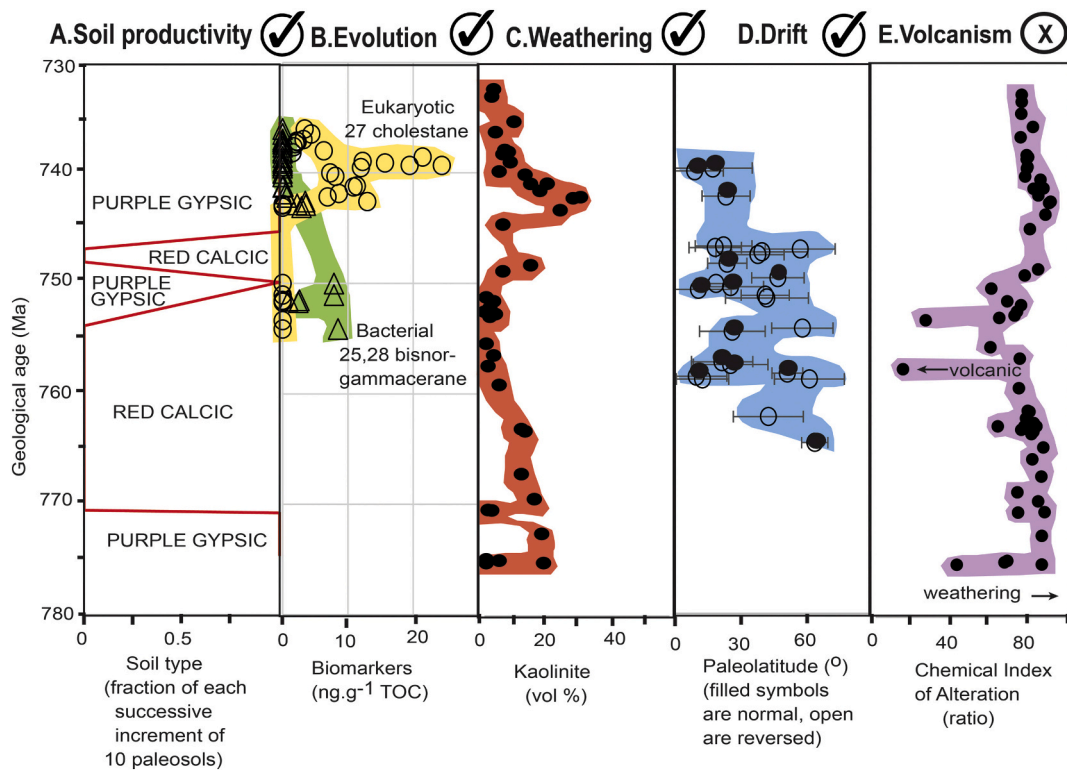 A.Soil productivity
B.Evolution
C.Weathering
D.Drift
E.Volcanism X
Geological age (Ma)
730
740
750
760
770
780
PURPLE GYPSIC
RED CALCIC
PURPLE
GYPSIC
RED CALCIC
PURPLE GYPSIC
0
0.5
Soil type
(fraction of each
successive
increment of
10 paleosols)
Eukaryotic
27 cholestane
Bacterial
25,28 bisnor-
gammacerane
0
10
20
Biomarkers
(ng.g-1 TOC)
0
20
40
Kaolinite
(vol %)
0
30
60
Paleolatitude (O)
(filled symbols
are normal, open
are reversed)
volcanic
weathering
0
40
80
Chemical Index
of Alteration
(ratio)